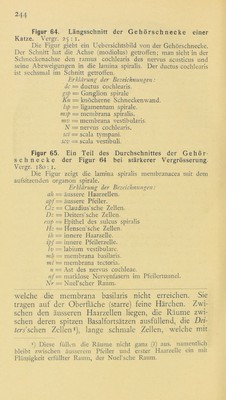 244
Figur 64. Längsschnitt der Gehörschnecke einer
Katze. Vergr. 25 : 1.
Die Figur giebt ein Uebersichtsbild von der Gehörschnecke.
Der Schnitt hat die Achse (modiolus) getroffen; man sieht in der
Schneckenachse den ramus cochlearis des nervus acusticus und
seine Abzweigungen in die lamina spiralis. Der ductus cochlearis
ist sechsmal im Schnitt getroffen.
Erklärung der Bezeichnungen:
dc = ductus cochlearis.
gsp = Ganglion spirale
Kn = knöcherne Schneckenwand.
lsp = ligamentum spirale.
msp = membrana spiralis.
mv = membrana vestibularis.
N = nervus cochlearis.
sct = scala tympani.
scv = scala vestibuli.
Figur 65. Ein Teil des Durchschnittes der Gehör-
schnecke der Figur 64 bei stärkerer Vergrösserung.
Vergr. 180 : 1.
Die Figur zeigt die lamina spiralis membranacea mit dem
aufsitzenden organon spirale.
Erklärung der Bezeichnungen:
ah = äussere Haarzellen.
apf = äussere Pfeiler.
Cz = Claudius'sche Zellen.
Dz = Deiters'sche Zellen.
esp = Epithel des sulcus spiralis
Hz = Hensen'sche Zellen.
ih = innere Haarzelle.
ipf = innere Pfeilerzelle.
lv = labium vestibulare.
mb = membrana basilaris.
mt = membrana tectoria.
n = Ast des nervus cochleae.
nf = marklose Nervenfasern im Pfeilertunnel.
Nr = Nuel'scher Raum.
welche die membrana basilaris nicht erreichen. Sie
tragen auf der Oberfläche (starre) feine Härchen. Zwi-
schen den äusseren Haarzellen liegen, die Räume zwi-
schen deren spitzen Basalfortsätzen ausfüllend, die Dei-
ters'schen Zellen ⁴), lange schmale Zellen, welche mit
⁴) Diese füllen die Räume nicht ganz (!) aus, namentlich
bleibt zwischen äusserem Pfeiler und erster Haarzelle ein mit
Flüssigkeit erfüllter Raum, der Nuel'sche Raum.